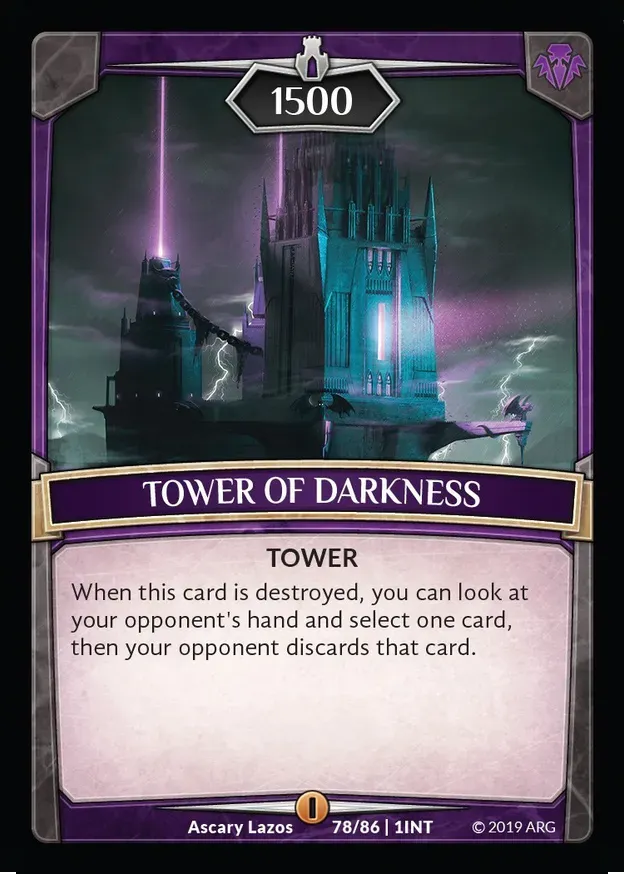 1500
TOWER OF DARKNESS
TOWER
When this card is destroyed, you can look at
your opponent's hand and select one card,
then your opponent discards that card.
I
Ascary Lazos 78/86 | 1INT © 2019 ARG